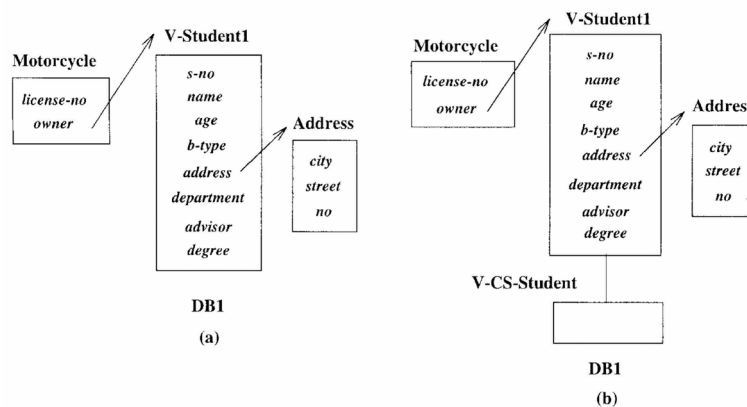 V-Student1
Motorcycle
license-no
owner
s-no
name
age
b-type
address
department
advisor
degree
Address
city
street
no
DB1
(a)
V-Student1
Motorcycle
license-no
owner
s-no
name
age
b-type
address
department
advisor
degree
Address
city
street
no
V-CS-Student
DB1
(b)